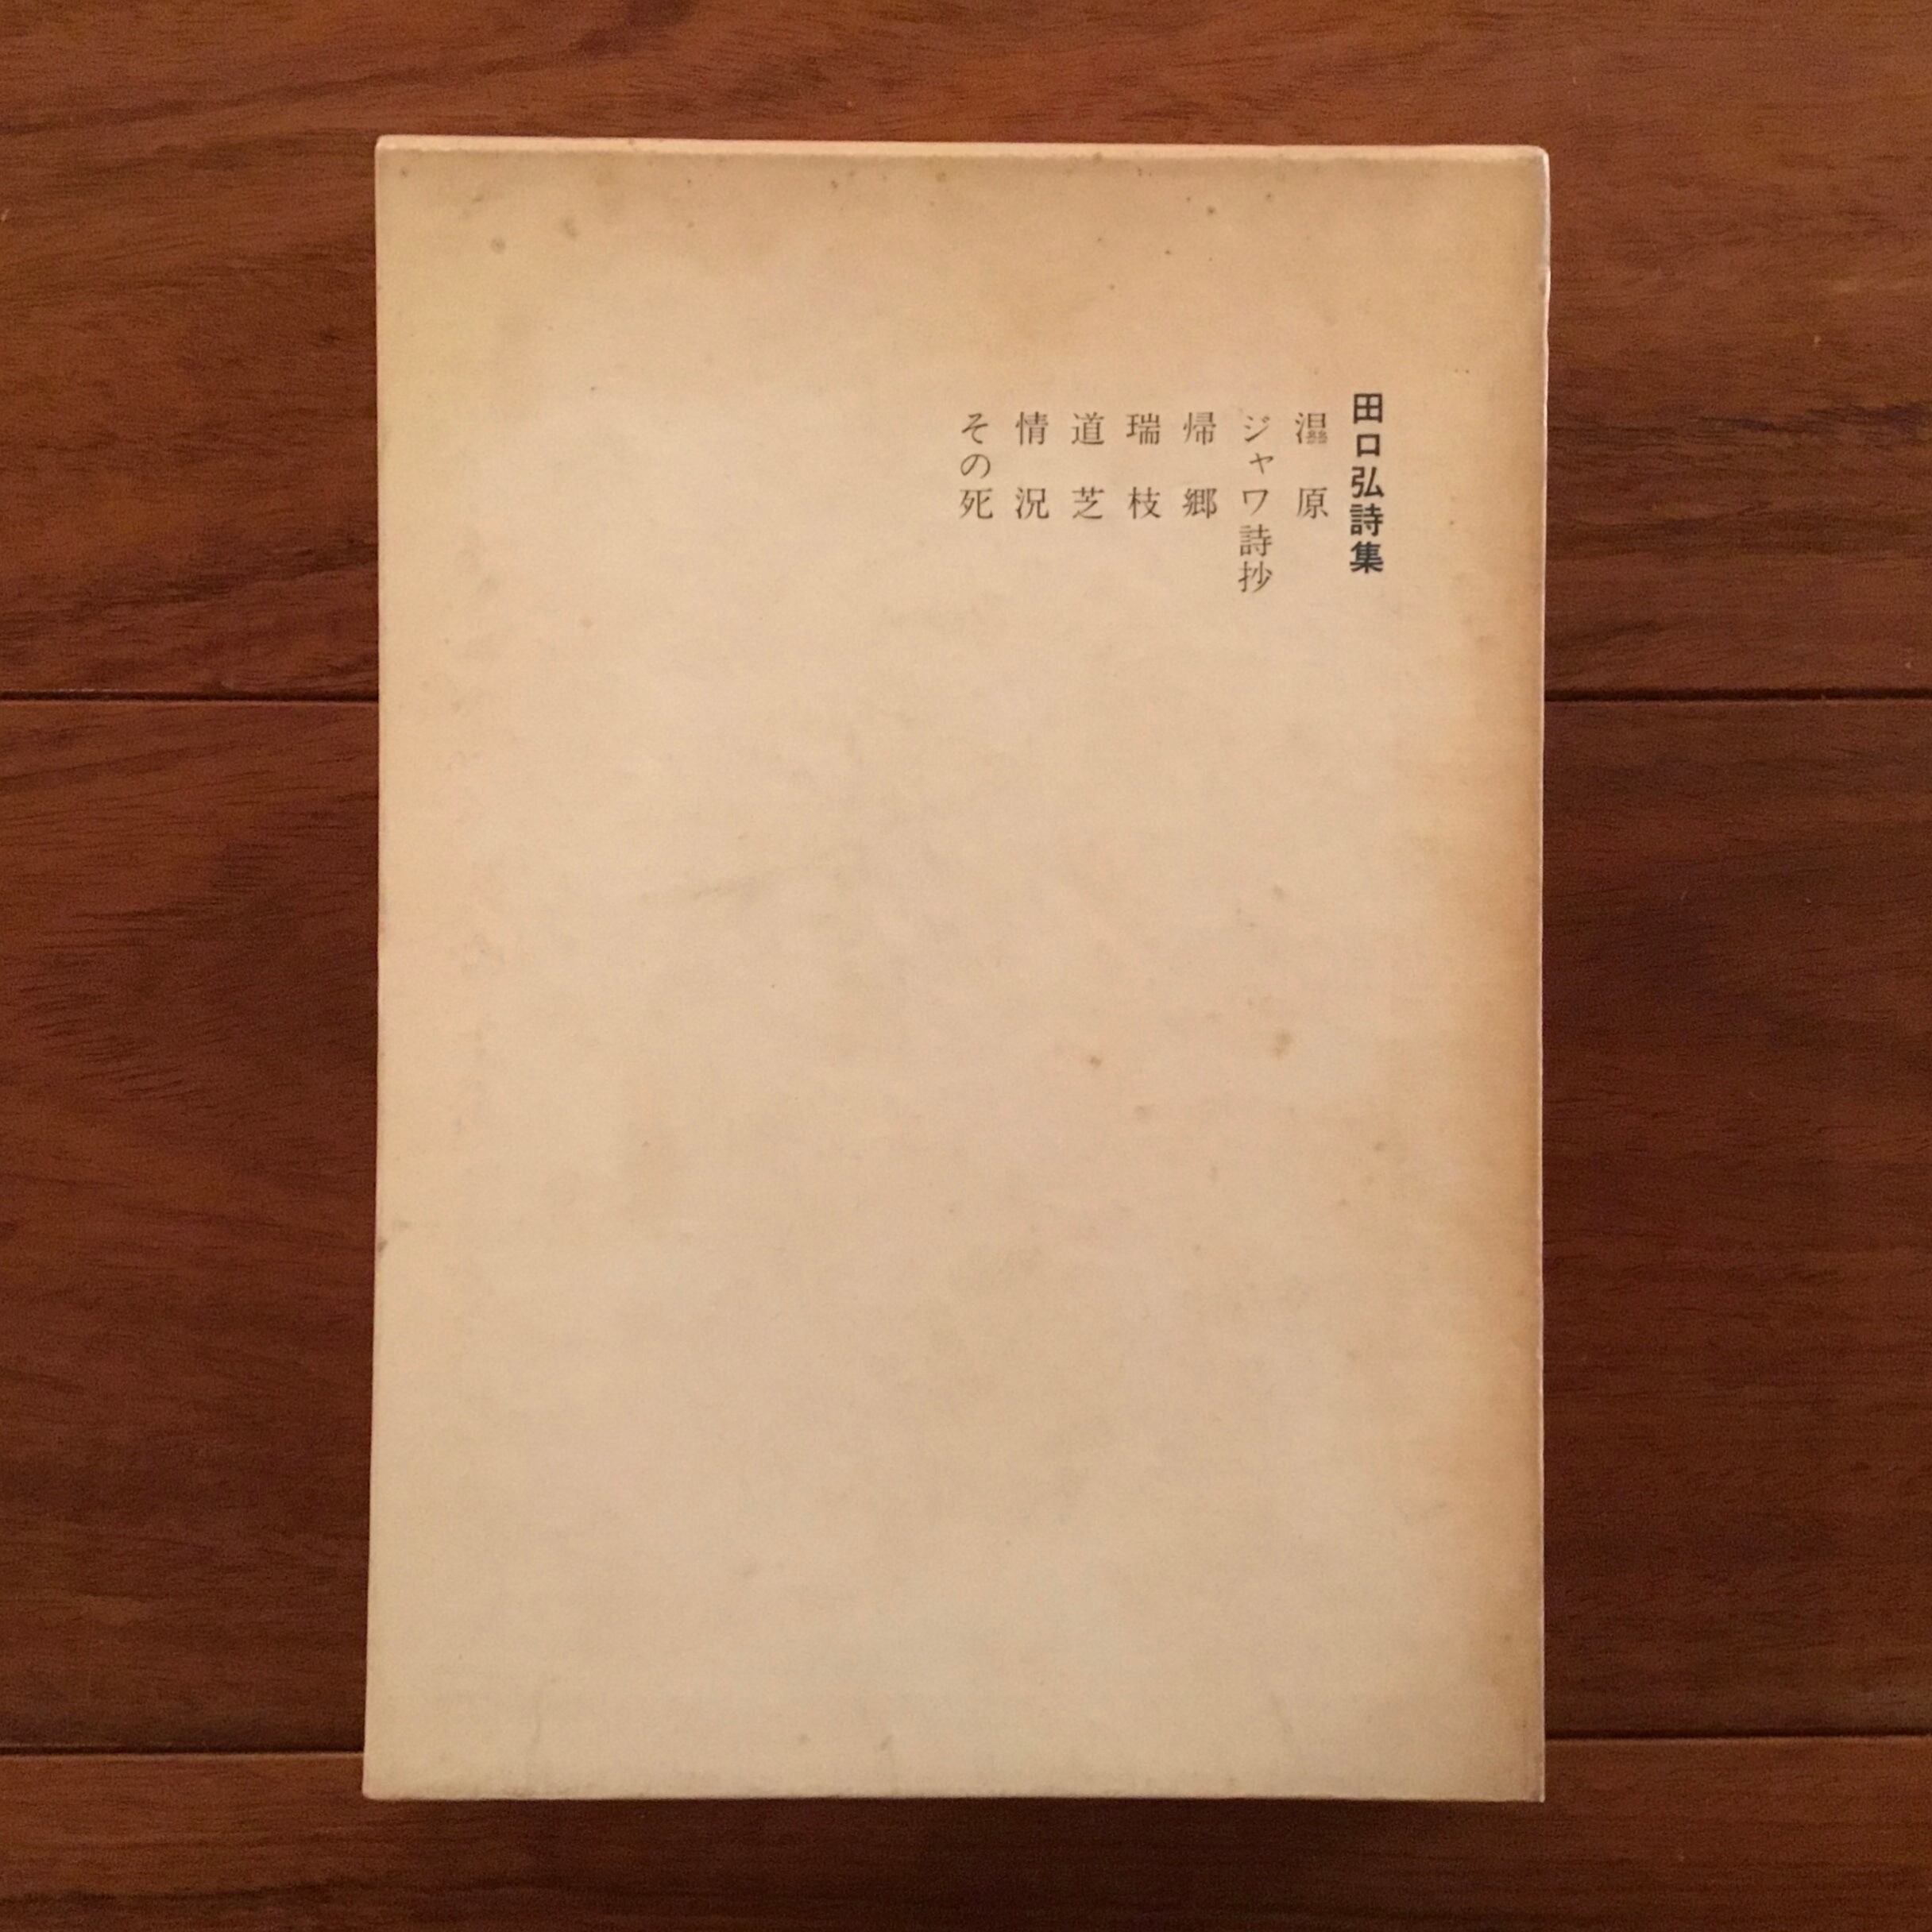 田口弘詩集
湿原
ジャワ詩抄
帰郷
瑞枝
道芝
情況
その死